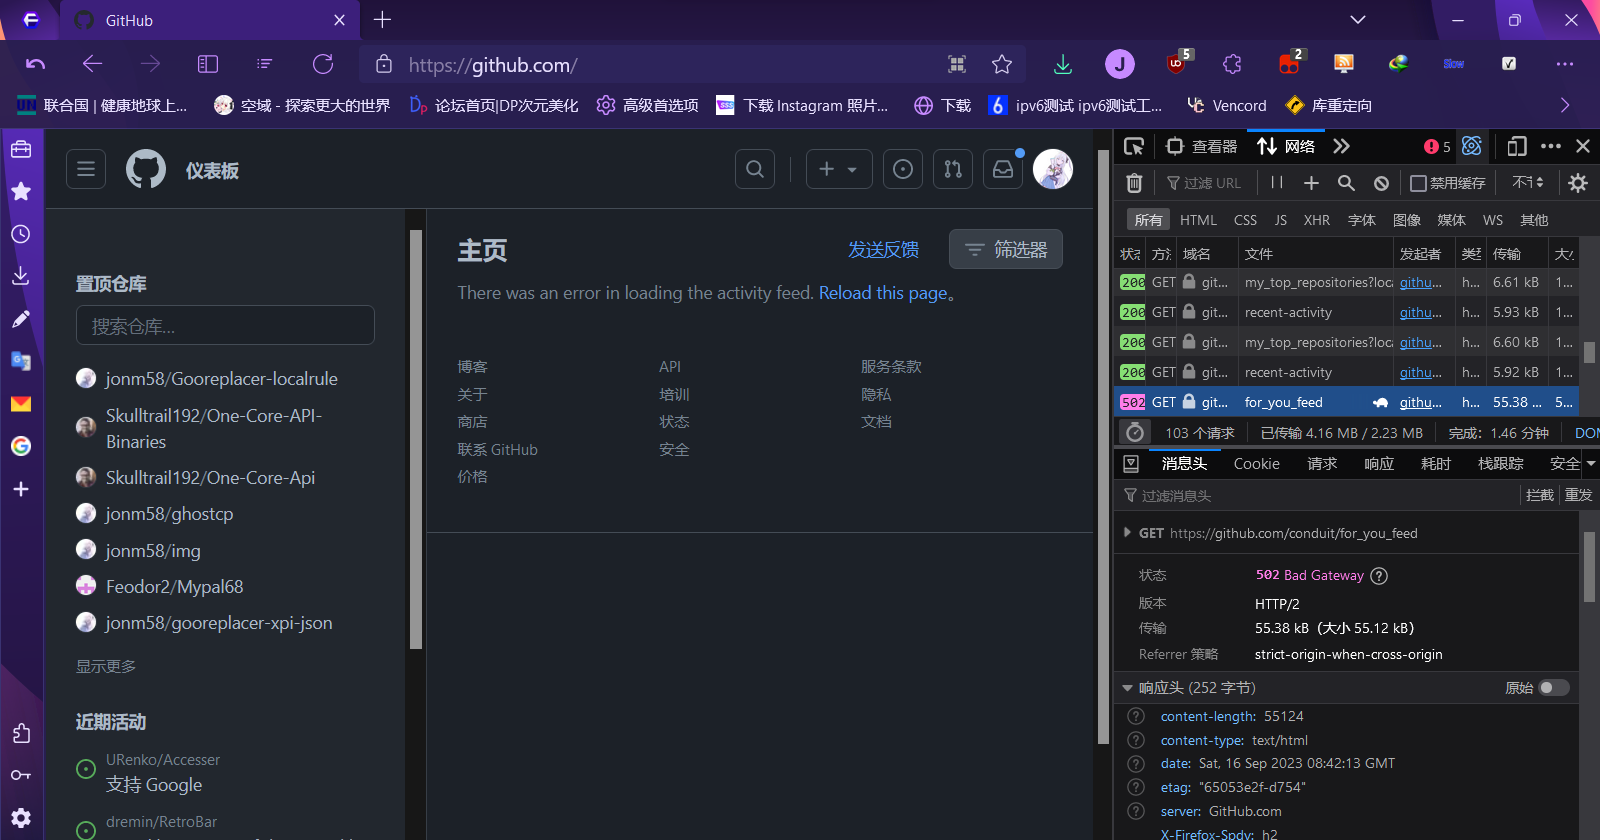 GitHub
https://github.com/
J
5
2
Slow
UN 联合国 | 健康地球上...
空域 - 探索更大的世界
Dp 论坛首页|DP次元美化
高级首选项
SSS 下载 Instagram 照片...
下载
6 ipv6测试 ipv6测试工...
Vencord
库重定向
仪表板
置顶仓库
搜索仓库...
jonm58/Gooreplacer-localrule
Skulltrail192/One-Core-API-
Binaries
Skulltrail192/One-Core-Api
jonm58/ghostcp
jonm58/img
Feodor2/Mypal68
jonm58/gooreplacer-xpi-json
显示更多
近期活动
URenko/Accesser
支持 Google
dremin/RetroBar
主页
发送反馈
筛选器
There was an error in loading the activity feed. Reload this page。
博客 API 服务条款
关于 培训 隐私
商店 状态 文档
联系 GitHub 安全
价格
查看器 网络 5
过滤 URL 禁用缓存 不节
所有 HTML CSS JS XHR 字体 图像 媒体 WS 其他
状态 方法 域名 文件 发起者 类型 传输 大小
200 GET git... my_top_repositories?loca githu... h... 6.61 kB 1...
200 GET git... recent-activity githu... h... 5.93 kB 1...
200 GET git... my_top_repositories?loca githu... h... 6.60 kB 1...
200 GET git... recent-activity githu... h... 5.92 kB 1...
502 GET git... for_you_feed githu... h... 55.38 ... 5...
103 个请求 已传输 4.16 MB / 2.23 MB 完成：1.46 分钟 DOM
消息头 Cookie 请求 响应 耗时 栈跟踪 安全
过滤消息头 拦截 重发
GET https://github.com/conduit/for_you_feed
状态 502 Bad Gateway ?
版本 HTTP/2
传输 55.38 kB（大小 55.12 kB）
Referrer 策略 strict-origin-when-cross-origin
响应头 (252 字节) 原始
? content-length: 55124
? content-type: text/html
? date: Sat, 16 Sep 2023 08:42:13 GMT
? etag: "65053e2f-d754"
? server: GitHub.com
X-Firefox-Spdy: h2